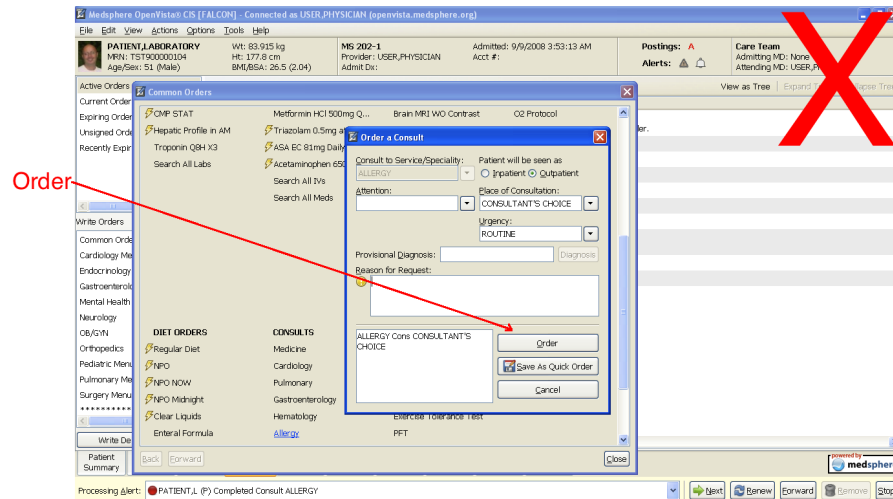 Medsphere OpenVista® CIS [FALCON] - Connected as USER,PHYSICIAN (openvista.medsphere.org)
File Edit View Actions Options Tools Help
PATIENT,LABORATORY Wt: 83.915 kg MS 202-1 Admitted: 9/9/2008 3:53:13 AM Postings: A Care Team
MRN: TST900000104 Ht: 177.8 cm Provider: USER,PHYSICIAN Acct #: Admitting MD: None
Age/Sex: 51 (Male) BMI/BSA: 26.5 (2.04) Admit Dx: Alerts: Attending MD: USER,P
Active Orders Common Orders View as Tree Expand T lapse Tree
Current Order
Expiring Order
Unsigned Orde
Recently Expir
CMP STAT Metformin HCl 500mg Q... Brain MRI WO Contrast O2 Protocol
Hepatic Profile in AM Triazolam 0.5mg at
Troponin Q8H X3 ASA EC 81mg Daily
Search All Labs Acetaminophen 650
Search All IVs
Search All Meds
ler.
Order a Consult
Consult to Service/Speciality: Patient will be seen as
ALLERGY Inpatient Outpatient
Attention: Place of Consultation:
CONSULTANT'S CHOICE
Urgency:
ROUTINE
Provisional Diagnosis: Diagnosis
Reason for Request:
ALLERGY Cons CONSULTANT'S
CHOICE
Order
Save As Quick Order
Cancel
Order
Write Orders
Common Orde
Cardiology Me
Endocrinology
Gastroenterolo
Mental Health
Neurology
OB/GYN
Orthopedics
Pediatric Menu
Pulmonary Me
Surgery Menu
**********
Write De
DIET ORDERS CONSULTS
Regular Diet Medicine
NPO Cardiology
NPO NOW Pulmonary
NPO Midnight Gastroenterology
Clear Liquids Hematology Exercise Tolerance Test
Enteral Formula Allergy PFT
Back Forward Close
Patient
Summary
powered by
medspher
Processing Alert: PATIENT,L (P) Completed Consult ALLERGY Next Renew Forward Remove Stop